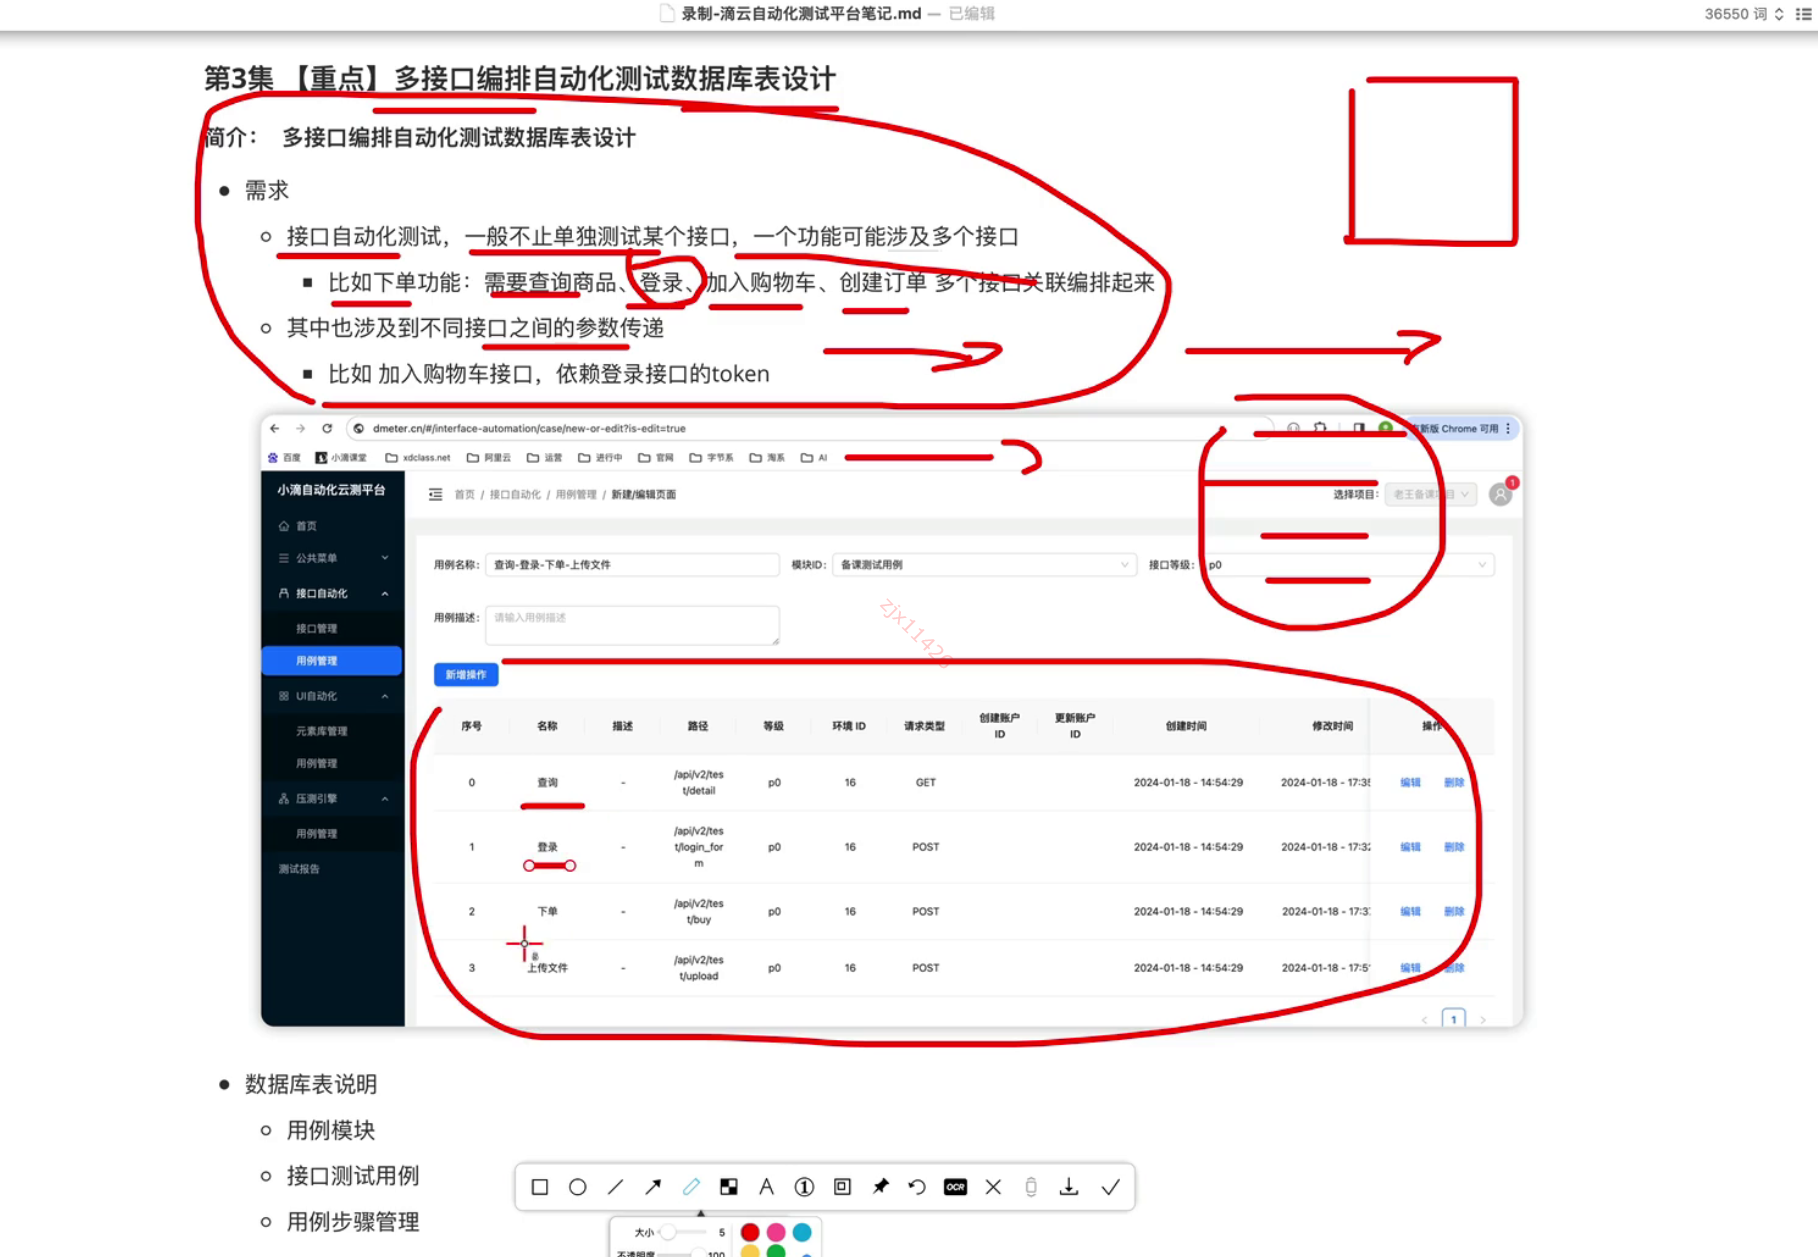 录制-滴云自动化测试平台笔记.md — 已编辑
36550 词
第3集 【重点】多接口编排自动化测试数据库表设计
简介： 多接口编排自动化测试数据库表设计
需求
接口自动化测试，一般不止单独测试某个接口，一个功能可能涉及多个接口
比如下单功能：需要查询商品、登录、加入购物车、创建订单 多个接口关联编排起来
其中也涉及到不同接口之间的参数传递
比如 加入购物车接口，依赖登录接口的token
dmeter.cn/#/interface-automation/case/new-or-edit?is-edit=true
新版 Chrome 可用
百度 小滴课堂 xdclass.net 阿里云 运营 进行中 官网 字节系 淘系 AI
小滴自动化云测平台
首页 / 接口自动化 / 用例管理 / 新建/编辑页面
选择项目： 老王备课项目
1
首页
公共菜单
接口自动化
接口管理
用例管理
UI自动化
元素库管理
用例管理
压测引擎
用例管理
测试报告
用例名称： 查询-登录-下单-上传文件 模块ID： 备课测试用例 接口等级： p0
用例描述： 请输入用例描述
zjx11426
新增操作
序号 名称 描述 路径 等级 环境 ID 请求类型 创建账户 ID 更新账户 ID 创建时间 修改时间 操作
0 查询 - /api/v2/test/detail p0 16 GET 2024-01-18 - 14:54:29 2024-01-18 - 17:35 编辑 删除
1 登录 - /api/v2/test/login_form p0 16 POST 2024-01-18 - 14:54:29 2024-01-18 - 17:32 编辑 删除
2 下单 - /api/v2/test/buy p0 16 POST 2024-01-18 - 14:54:29 2024-01-18 - 17:3 编辑 删除
3 上传文件 - /api/v2/test/upload p0 16 POST 2024-01-18 - 14:54:29 2024-01-18 - 17:5 编辑 删除
1
数据库表说明
用例模块
接口测试用例
用例步骤管理
A 1 OCR
大小 5
不透明度 100